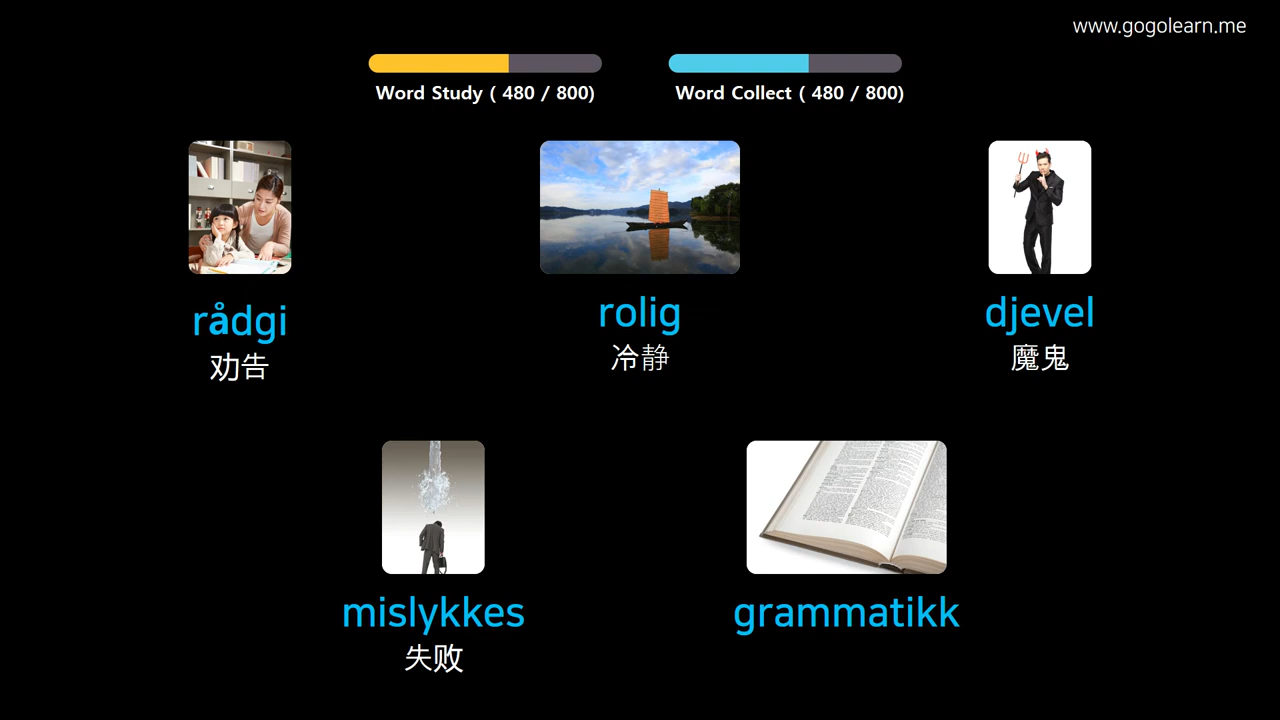 www.gogolearn.me
Word Study ( 480 / 800)
Word Collect ( 480 / 800)
rådgi
劝告
rolig
冷静
djevel
魔鬼
mislykkes
失败
grammatikk